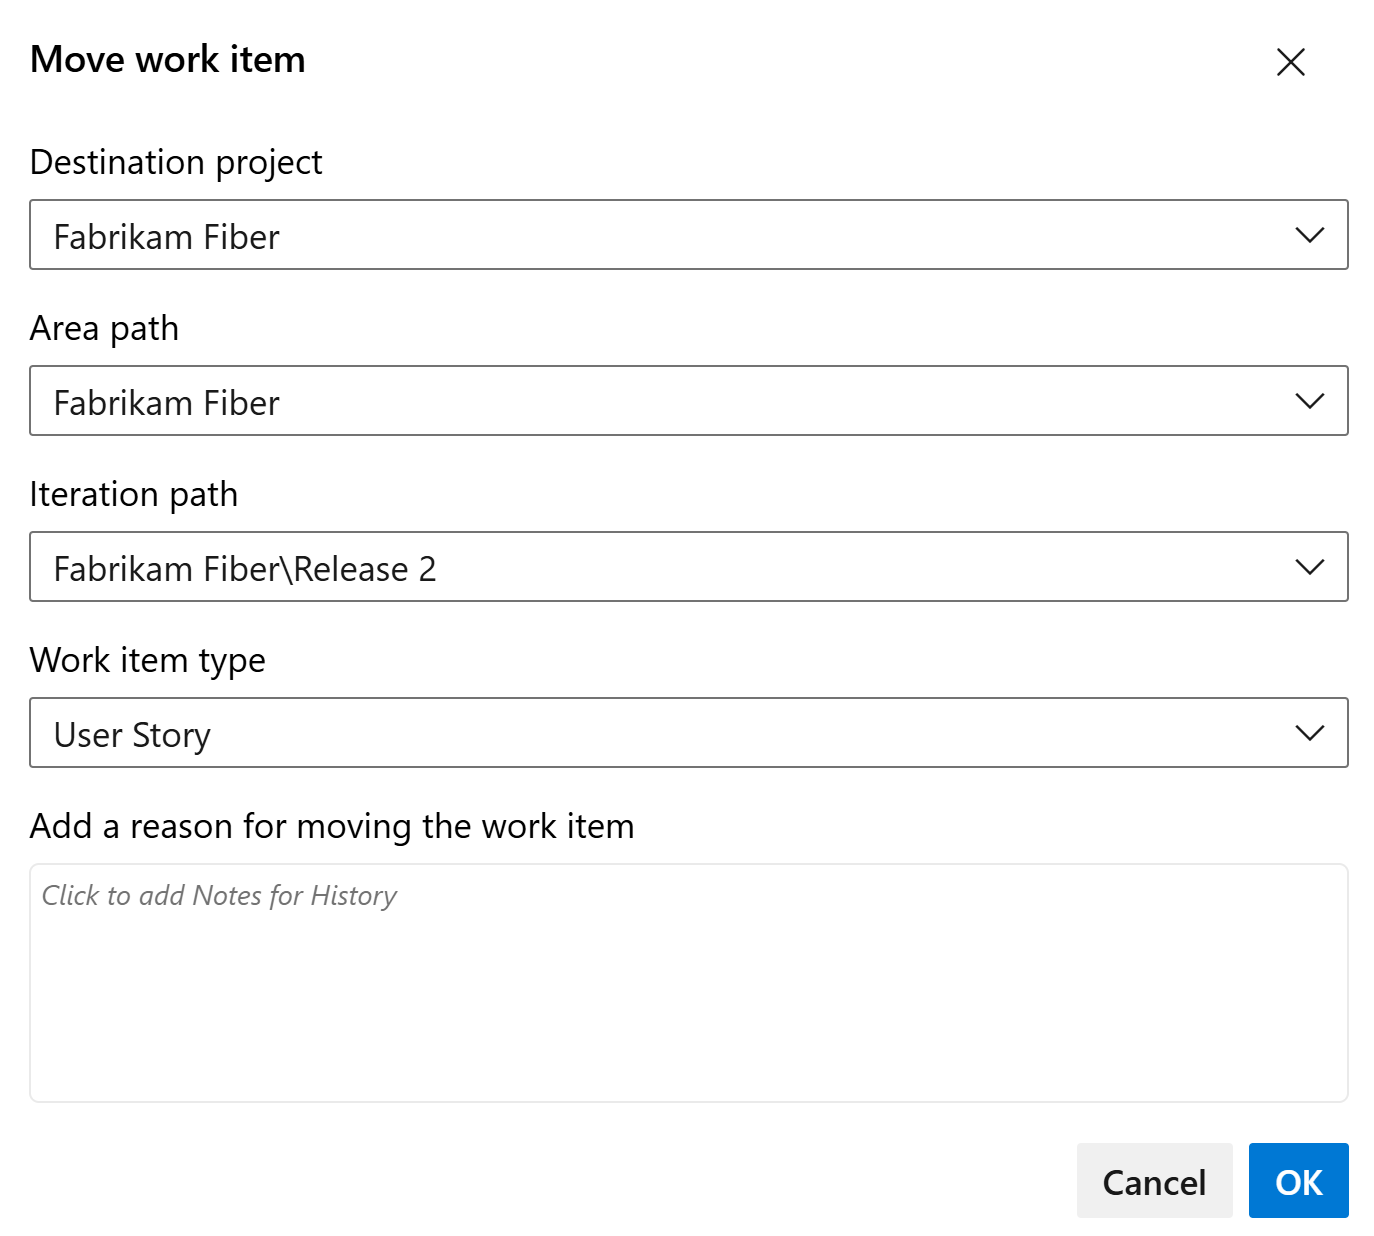 Move work item
Destination project
Fabrikam Fiber
Area path
Fabrikam Fiber
Iteration path
Fabrikam Fiber\Release 2
Work item type
User Story
Add a reason for moving the work item
Click to add Notes for History
Cancel OK